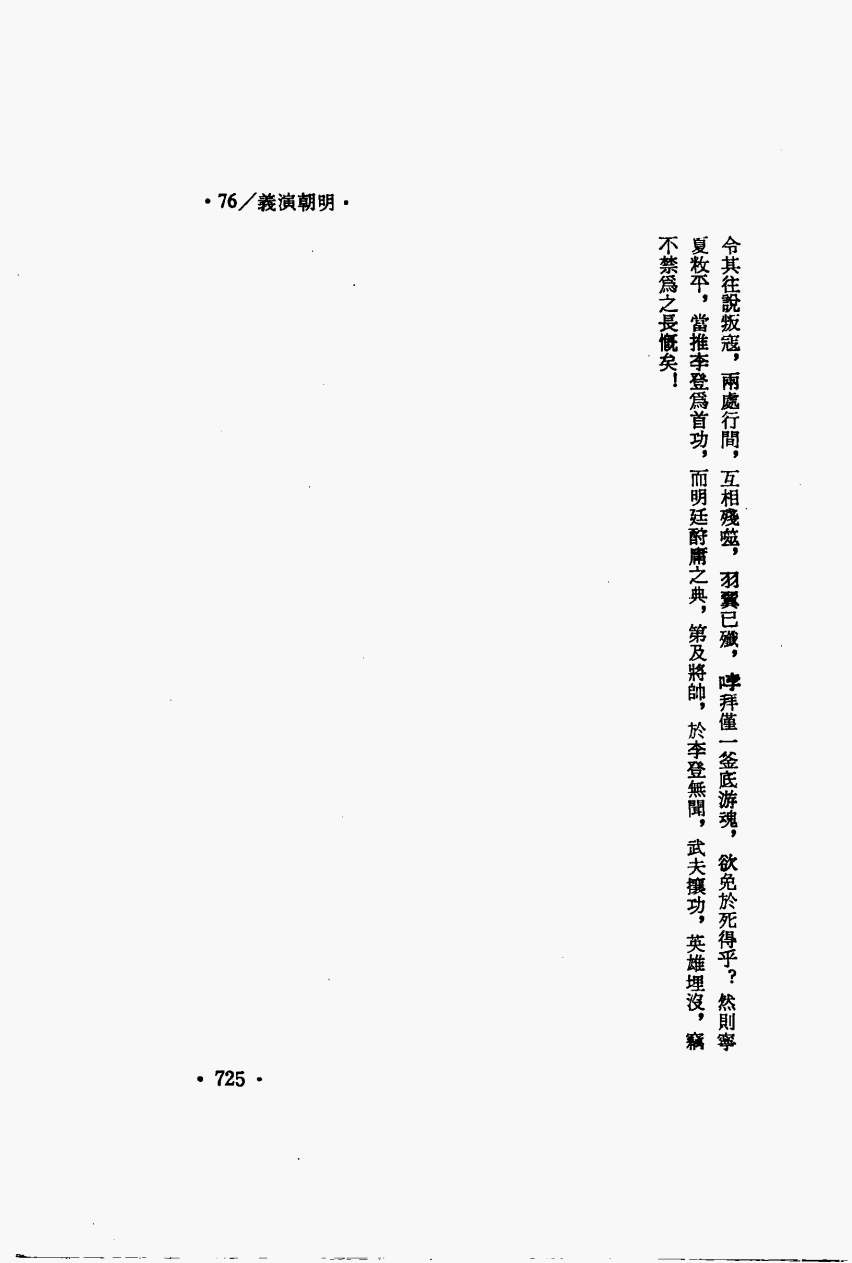 •76／義演朝明•
令其往說叛寇，兩處行間，互相殘噬，羽翼已殲，哱拜僅一釜底游魂，欲免於死得乎？然則寧
夏敉平，當推李登爲首功，而明廷酬庸之典，第及將帥，於李登無聞，武夫攘功，英雄埋沒，竊
不禁爲之長慨矣！
•725•